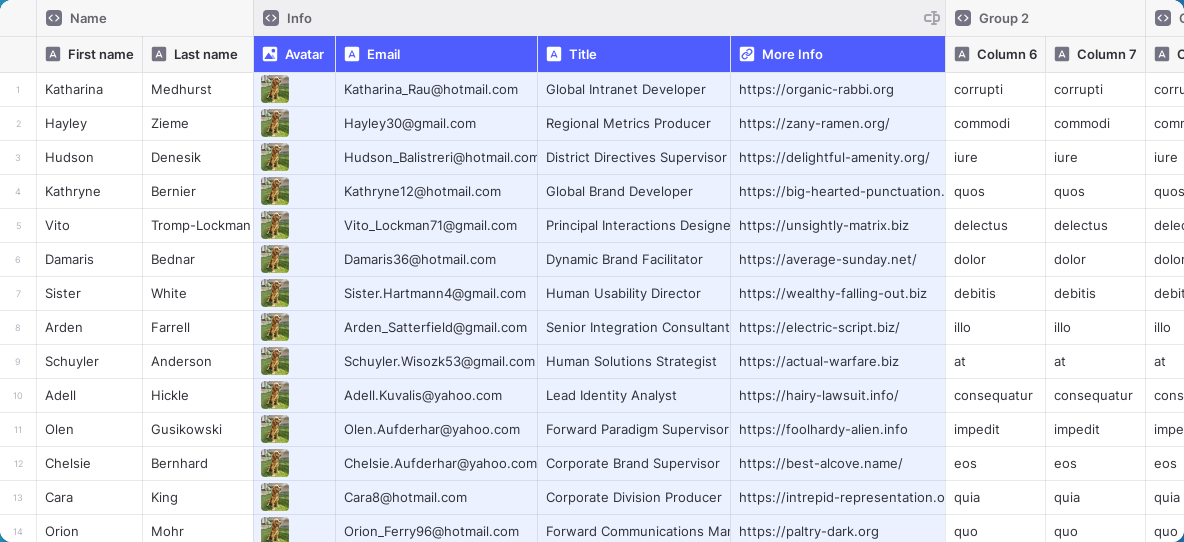 Name Info Group 2
First name Last name Avatar Email Title More Info Column 6 Column 7
1 Katharina Medhurst Katharina_Rau@hotmail.com Global Intranet Developer https://organic-rabbi.org corrupti corrupti
2 Hayley Zieme Hayley30@gmail.com Regional Metrics Producer https://zany-ramen.org/ commodi commodi
3 Hudson Denesik Hudson_Balistreri@hotmail.com District Directives Supervisor https://delightful-amenity.org/ iure iure iure
4 Kathryne Bernier Kathryne12@hotmail.com Global Brand Developer https://big-hearted-punctuation. quos quos quos
5 Vito Tromp-Lockman Vito_Lockman71@gmail.com Principal Interactions Designe https://unsightly-matrix.biz delectus delectus
6 Damaris Bednar Damaris36@hotmail.com Dynamic Brand Facilitator https://average-sunday.net/ dolor dolor dolor
7 Sister White Sister.Hartmann4@gmail.com Human Usability Director https://wealthy-falling-out.biz debitis debitis
8 Arden Farrell Arden_Satterfield@gmail.com Senior Integration Consultant https://electric-script.biz/ illo illo illo
9 Schuyler Anderson Schuyler.Wisozk53@gmail.com Human Solutions Strategist https://actual-warfare.biz at at at
10 Adell Hickle Adell.Kuvalis@yahoo.com Lead Identity Analyst https://hairy-lawsuit.info/ consequatur consequatur
11 Olen Gusikowski Olen.Aufderhar@yahoo.com Forward Paradigm Supervisor https://foolhardy-alien.info impedit impedit
12 Chelsie Bernhard Chelsie.Aufderhar@yahoo.com Corporate Brand Supervisor https://best-alcove.name/ eos eos eos
13 Cara King Cara8@hotmail.com Corporate Division Producer https://intrepid-representation.o quia quia quia
14 Orion Mohr Orion_Ferry96@hotmail.com Forward Communications Mar https://paltry-dark.org quo quo quo